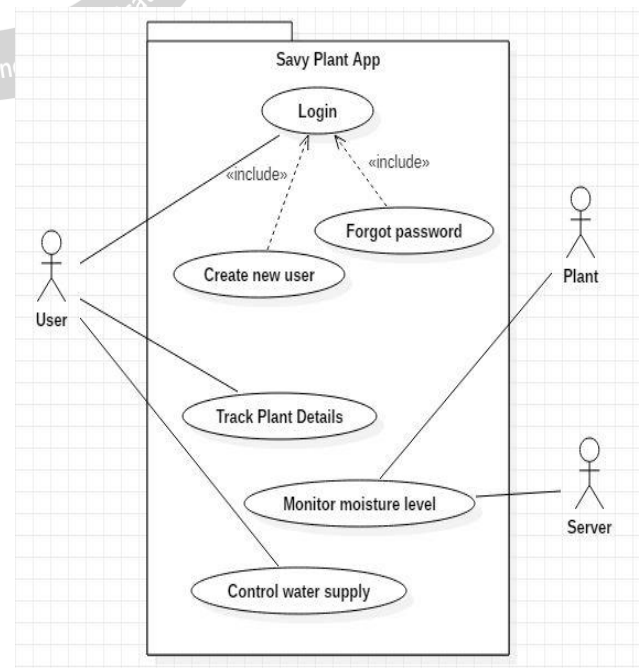 Savy Plant App
Login
«include»
«include»
Forgot password
Create new user
User
Plant
Track Plant Details
Monitor moisture level
Server
Control water supply